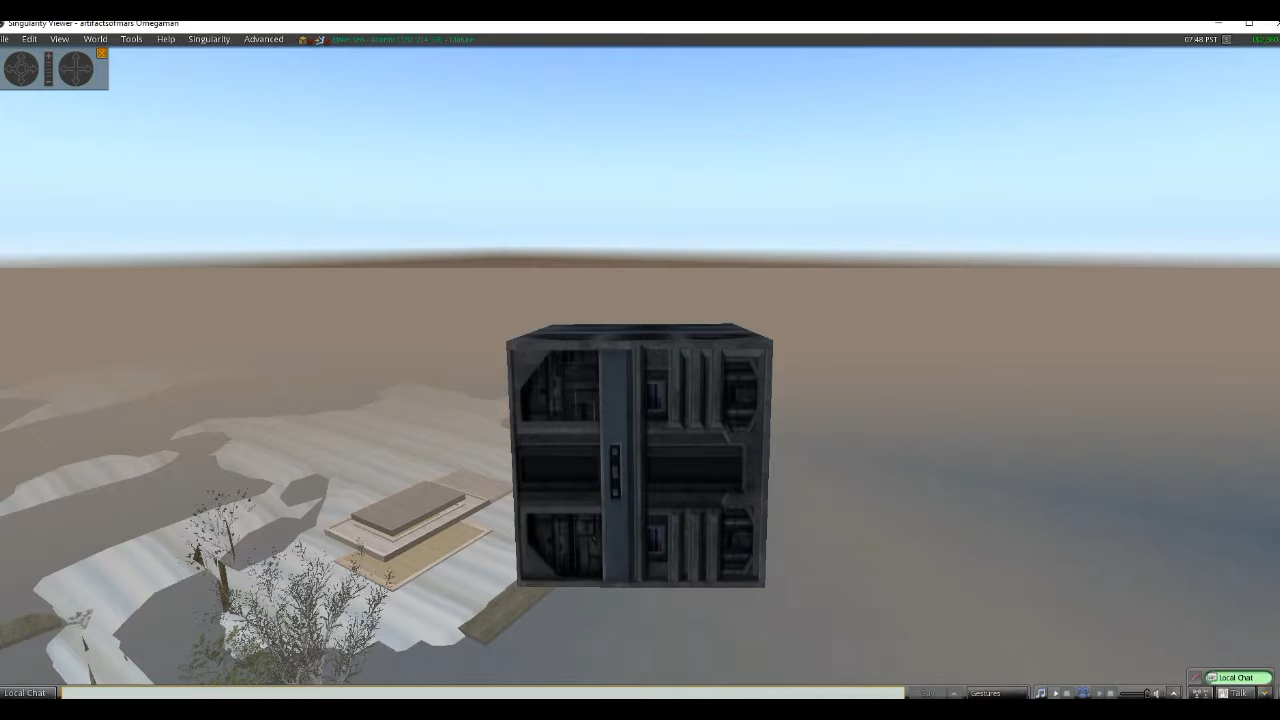 Singularity Viewer - artifactsofmars Omegaman
ile Edit View World Tools Help Singularity Advanced
07:48 PST
Local Chat
Local Chat
Say
Gestures
Talk